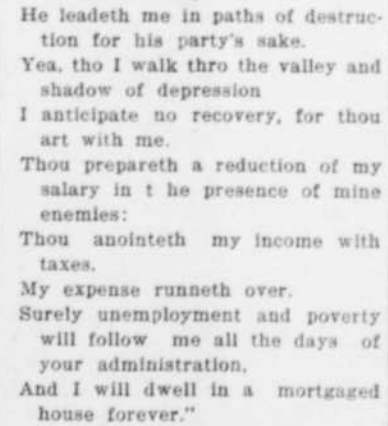 He leadeth me in paths of destruc-
tion for his party's sake.
Yea, tho I walk thro the valley and
shadow of depression
I anticipate no recovery, for thou
art with me.
Thou prepareth a reduction of my
salary in t he presence of mine
enemies:
Thou anointeth my income with
taxes.
My expense runneth over.
Surely unemployment and poverty
will follow me all the days of
your administration,
And I will dwell in a mortgaged
house forever."